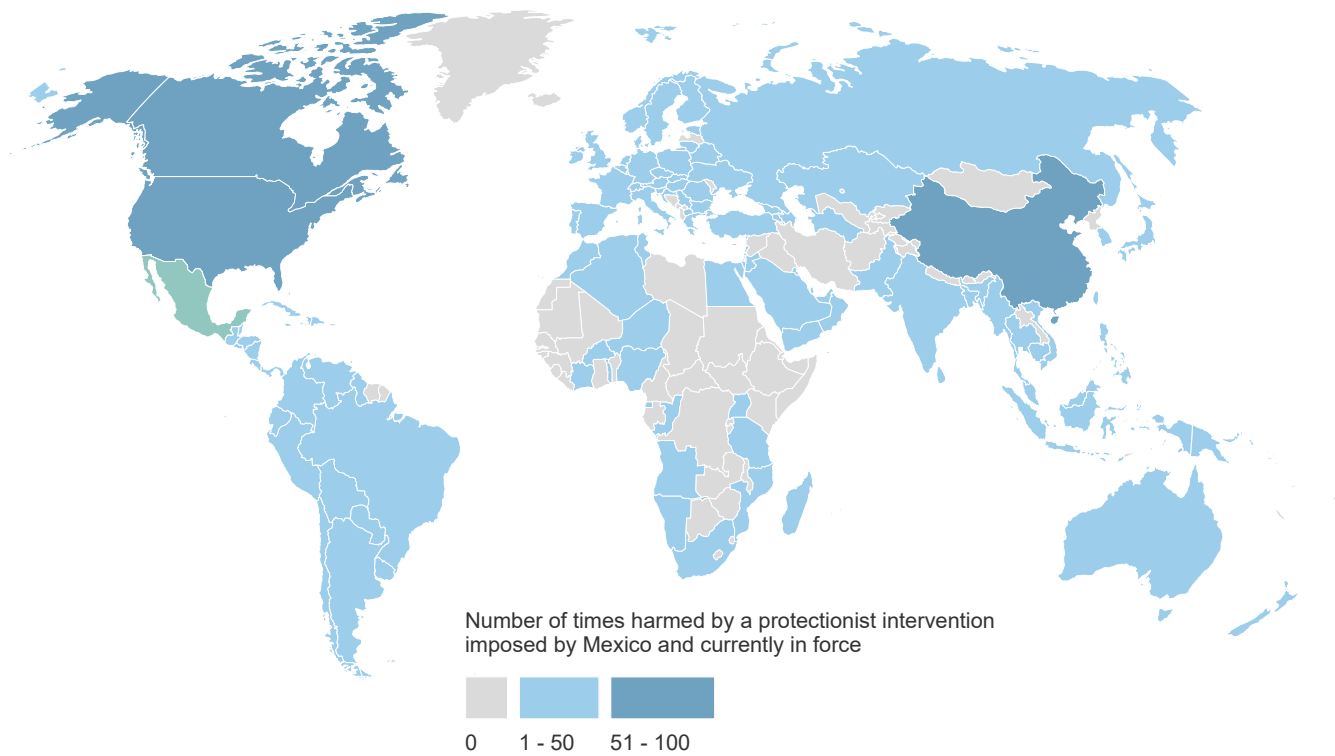 Number of times harmed by a protectionist intervention
imposed by Mexico and currently in force
0 1 - 50 51 - 100